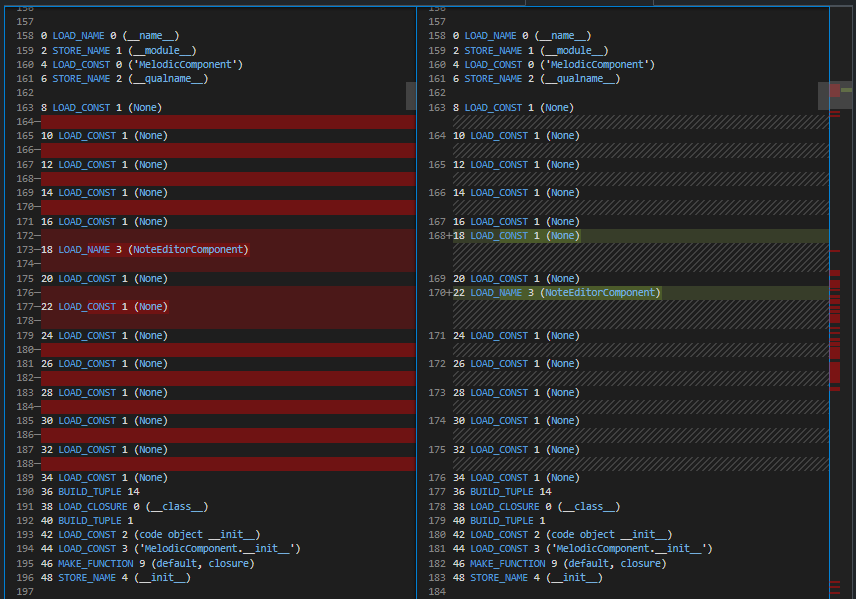 156
157
158 0 LOAD_NAME 0 (__name__)
159 2 STORE_NAME 1 (__module__)
160 4 LOAD_CONST 0 ('MelodicComponent')
161 6 STORE_NAME 2 (__qualname__)
162
163 8 LOAD_CONST 1 (None)
164—
165 10 LOAD_CONST 1 (None)
166—
167 12 LOAD_CONST 1 (None)
168—
169 14 LOAD_CONST 1 (None)
170—
171 16 LOAD_CONST 1 (None)
172—
173— 18 LOAD_NAME 3 (NoteEditorComponent)
174—
175 20 LOAD_CONST 1 (None)
176—
177— 22 LOAD_CONST 1 (None)
178—
179 24 LOAD_CONST 1 (None)
180—
181 26 LOAD_CONST 1 (None)
182—
183 28 LOAD_CONST 1 (None)
184—
185 30 LOAD_CONST 1 (None)
186—
187 32 LOAD_CONST 1 (None)
188—
189 34 LOAD_CONST 1 (None)
190 36 BUILD_TUPLE 14
191 38 LOAD_CLOSURE 0 (__class__)
192 40 BUILD_TUPLE 1
193 42 LOAD_CONST 2 (code object __init__)
194 44 LOAD_CONST 3 ('MelodicComponent.__init__')
195 46 MAKE_FUNCTION 9 (default, closure)
196 48 STORE_NAME 4 (__init__)
197
156
157
158 0 LOAD_NAME 0 (__name__)
159 2 STORE_NAME 1 (__module__)
160 4 LOAD_CONST 0 ('MelodicComponent')
161 6 STORE_NAME 2 (__qualname__)
162
163 8 LOAD_CONST 1 (None)
164 10 LOAD_CONST 1 (None)
165 12 LOAD_CONST 1 (None)
166 14 LOAD_CONST 1 (None)
167 16 LOAD_CONST 1 (None)
168+ 18 LOAD_CONST 1 (None)
169 20 LOAD_CONST 1 (None)
170+ 22 LOAD_NAME 3 (NoteEditorComponent)
171 24 LOAD_CONST 1 (None)
172 26 LOAD_CONST 1 (None)
173 28 LOAD_CONST 1 (None)
174 30 LOAD_CONST 1 (None)
175 32 LOAD_CONST 1 (None)
176 34 LOAD_CONST 1 (None)
177 36 BUILD_TUPLE 14
178 38 LOAD_CLOSURE 0 (__class__)
179 40 BUILD_TUPLE 1
180 42 LOAD_CONST 2 (code object __init__)
181 44 LOAD_CONST 3 ('MelodicComponent.__init__')
182 46 MAKE_FUNCTION 9 (default, closure)
183 48 STORE_NAME 4 (__init__)
184